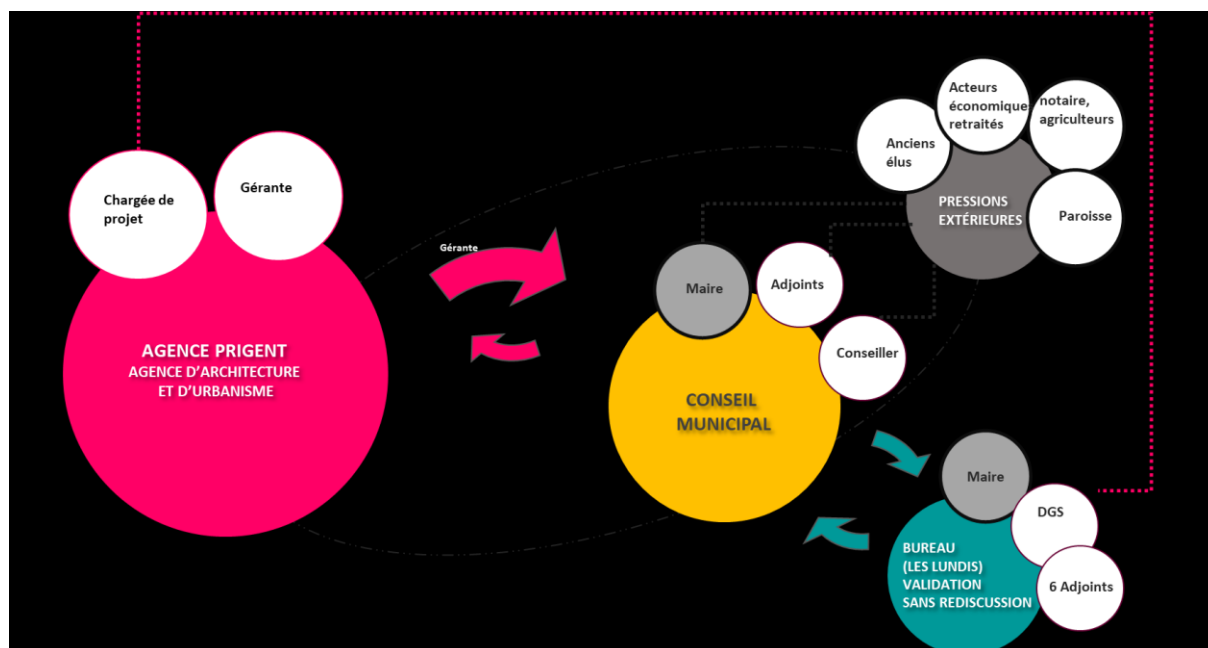 Chargée de
projet
Gérante
AGENCE PRIGENT
AGENCE D'ARCHITECTURE
ET D'URBANISME
Gérante
Maire
Adjoints
Conseiller
CONSEIL
MUNICIPAL
Anciens
élus
Acteurs
économiques
retraités
notaire,
agriculteurs
Paroisse
PRESSIONS
EXTÉRIEURES
Maire
DGS
6 Adjoints
BUREAU
(LES LUNDIS)
VALIDATION
SANS REDISCUSSION